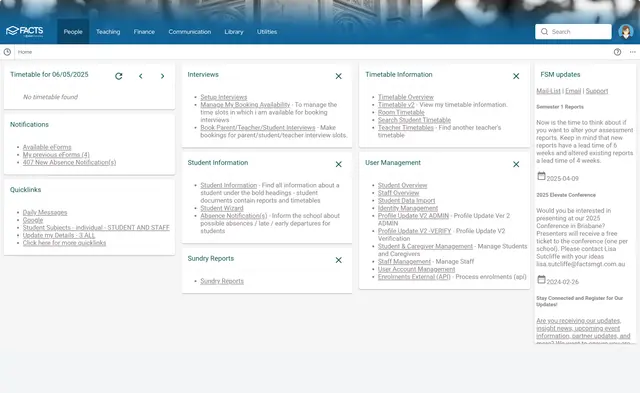 FACTS
People
Teaching
Finance
Communication
Library
Utilties
Search
Home
Timetable for 06/05/2025
No timetable found
Notifications
Available eForms
My previous eForms (4)
407 New Absence Notification(s)
Quicklinks
Daily Messages
Google
Student Subjects - individual - STUDENT AND STAFF
Update my Details - 3 ALL
Click here for more quicklinks
Interviews
Setup Interviews
Manage My Booking Availability - To manage the
time slots in which i am available for booking
interviews
Book Parent/Teacher/Student Interviews - Make
bookings for parent/student/teacher interview slots.
Student Information
Student Information - Find all information about a
student under the bold headings - student
documents contain reports and timetables
Student Wizard
Absence Notification(s) - Inform the school about
possible absences / late / early departures for
students
Sundry Reports
Sundry Reports
Timetable Information
Timetable Overview
Timetable v2 - View my timetable information.
Room Timetable
Search Student Timetable
Teacher Timetables - Find another teacher's
timetable
User Management
Student Overview
Staff Overview
Student Data Import
Identity Management
Profile Update V2 ADMIN - Profile Update Ver 2
ADMIN
Profile Update V2 -VERIFY - Profile Update V2
Verification
Student & Caregiver Management - Manage Students
and Caregivers
Staff Management - Manage Staff
User Account Management
Enrolments External (API) - Process enrolments (api)
FSM updates
Mail-List | Email | Support
Semester 1 Reports
Now is the time to think about if
you want to alter your assessment
reports. Keep in mind that new
reports have a lead time of 6
weeks and altered existing reports
a lead time of 4 weeks.
2025-04-09
2025 Elevate Conference
Would you be interested in
presenting at our 2025
Conference in Brisbane?
Presenters will receive a free
ticket to the conference (one per
school). Please contact Lisa
Sutcliffe with your ideas
lisa.sutcliffe@factsmgt.com.au
2024-02-26
Stay Connected and Register for Our
Updates!
Are you receiving our updates,
insight news, upcoming event
information, partner updates, and
more? We want to ensure you are